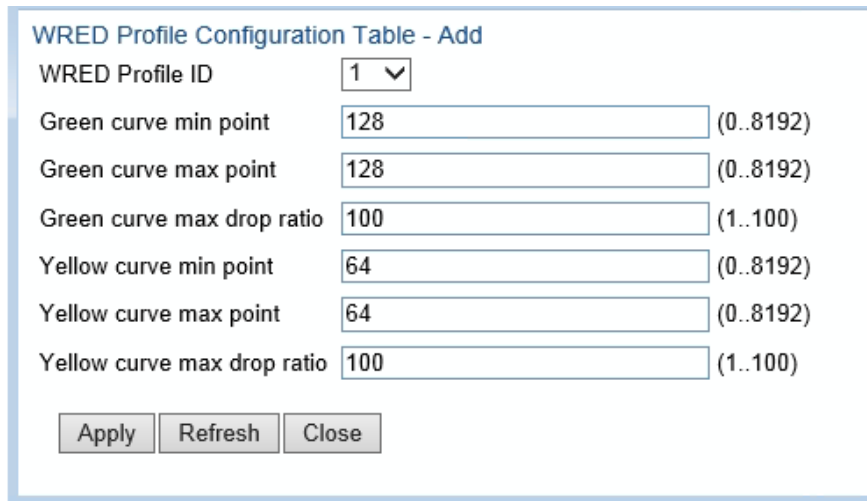 WRED Profile Configuration Table - Add
WRED Profile ID 1
Green curve min point 128 (0..8192)
Green curve max point 128 (0..8192)
Green curve max drop ratio 100 (1..100)
Yellow curve min point 64 (0..8192)
Yellow curve max point 64 (0..8192)
Yellow curve max drop ratio 100 (1..100)
Apply Refresh Close